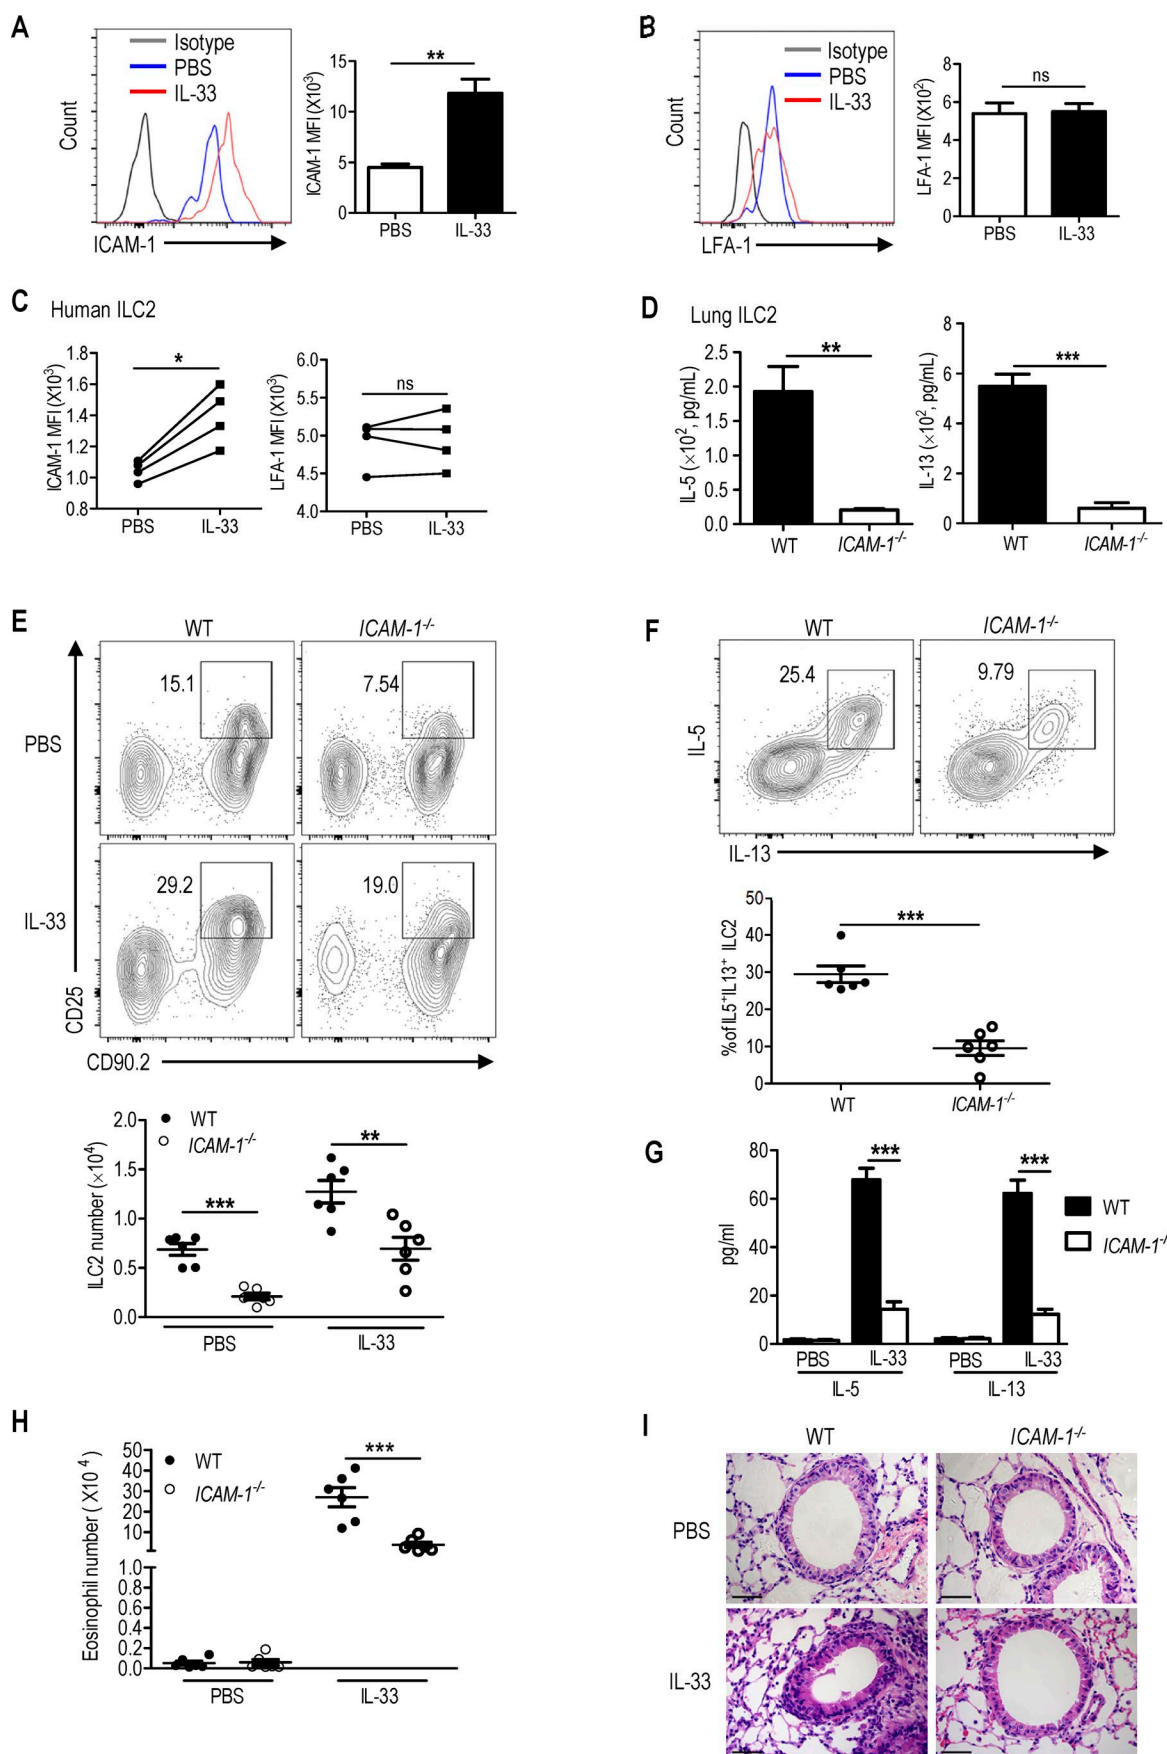 A
Isotype
PBS
IL-33
Count
ICAM-1
ICAM-1 MFI (X10³)
15
10
5
0
**
PBS IL-33
B
Isotype
PBS
IL-33
Count
LFA-1
LFA-1 MFI (X10²)
8
6
4
2
0
ns
PBS IL-33
C Human ILC2
ICAM-1 MFI (X10³)
1.8
1.6
1.4
1.2
1.0
0.8
*
PBS IL-33
LFA-1 MFI (X10³)
6.0
5.5
5.0
4.5
4.0
ns
PBS IL-33
D Lung ILC2
IL-5 (×10², pg/mL)
2.5
2.0
1.5
1.0
0.5
0.0
**
WT ICAM-1-/-
IL-13 (×10², pg/mL)
8
6
4
2
0
***
WT ICAM-1-/-
E
WT ICAM-1-/-
PBS
15.1 7.54
IL-33
29.2 19.0
CD25
CD90.2
ILC2 number (×10⁴)
2.0
1.5
1.0
0.5
0.0
WT
ICAM-1-/-
*** **
PBS IL-33
F
WT ICAM-1-/-
25.4 9.79
IL-5
IL-13
% of IL5⁺IL13⁺ ILC2
50
40
30
20
10
0
***
WT ICAM-1-/-
G
pg/ml
80
60
40
20
0
*** ***
WT
ICAM-1-/
PBS IL-33 PBS IL-33
IL-5 IL-13
H
Eosinophil number (X10⁴)
50
40
30
20
10
1.0
0.8
0.6
0.4
0.2
0.0
WT
ICAM-1-/-
***
PBS IL-33
I
WT ICAM-1-/-
PBS
IL-33